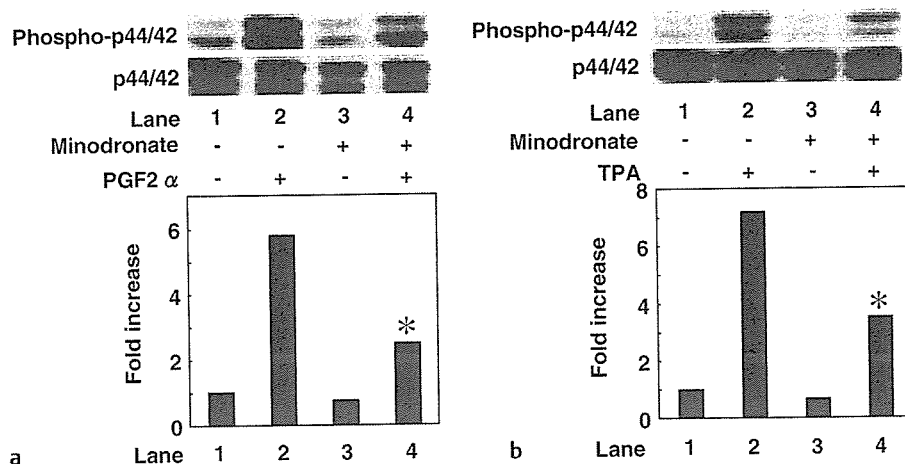 Phospho-p44/42
p44/42
Lane 1 2 3 4
Minodronate - - + +
PGF2 α - + - +
Fold increase
6
4
2
0
*
Lane 1 2 3 4
a
Phospho-p44/42
p44/42
Lane 1 2 3 4
Minodronate - - + +
TPA - + - +
Fold increase
8
6
4
2
0
*
Lane 1 2 3 4
b